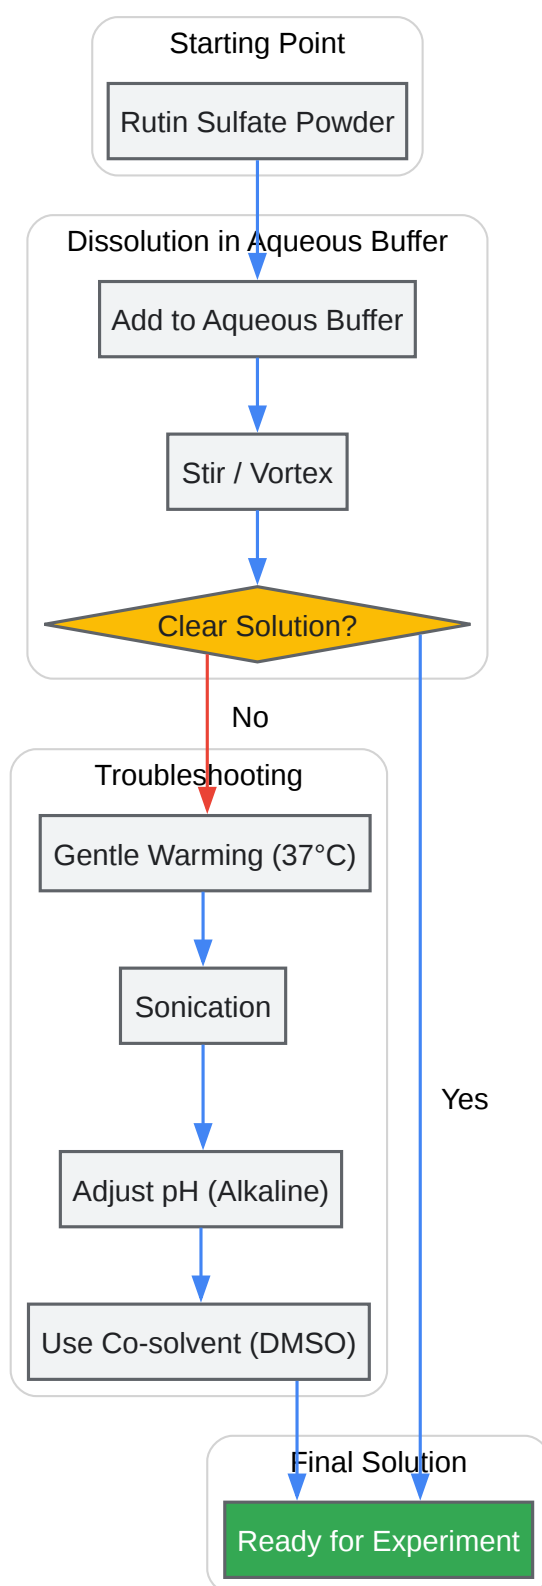 Starting Point
Rutin Sulfate Powder
Dissolution in Aqueous Buffer
Add to Aqueous Buffer
Stir / Vortex
Clear Solution?
No
Troubleshooting
Gentle Warming (37°C)
Sonication
Yes
Adjust pH (Alkaline)
Use Co-solvent (DMSO)
Final Solution
Ready for Experiment